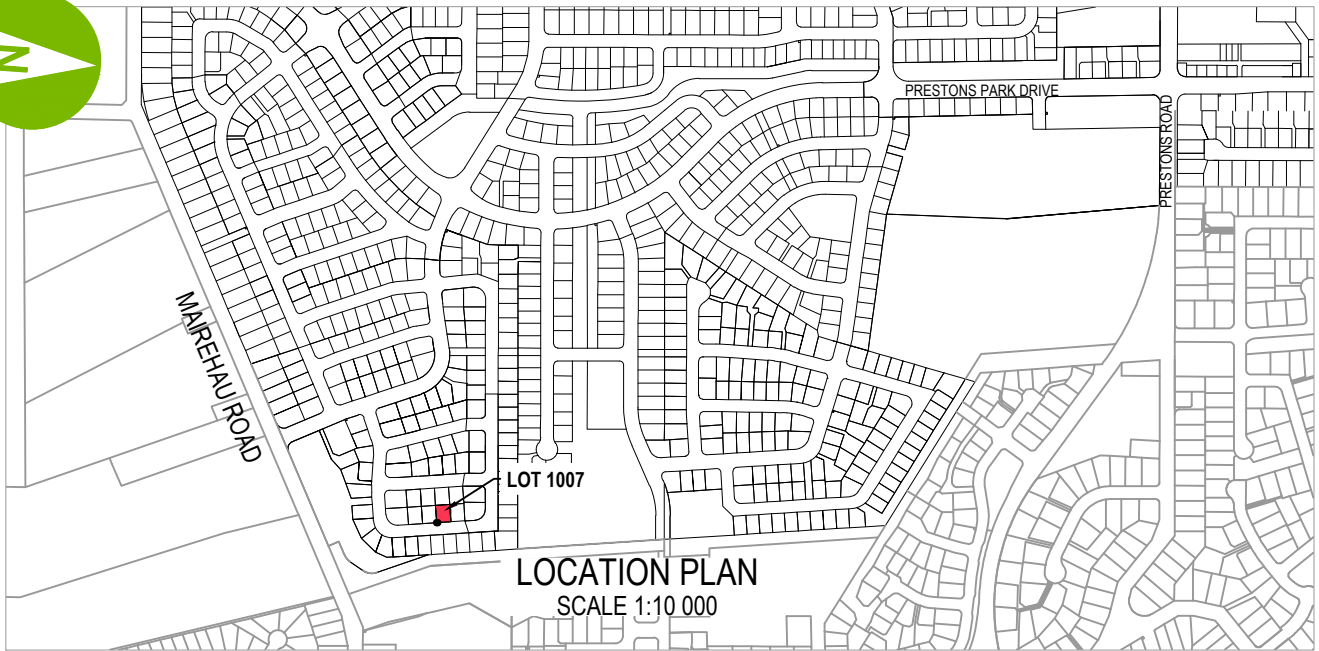 N
PRESTONS PARK DRIVE
PRESTONS ROAD
MAIREHAU ROAD
LOT 1007
LOCATION PLAN
SCALE 1:10 000